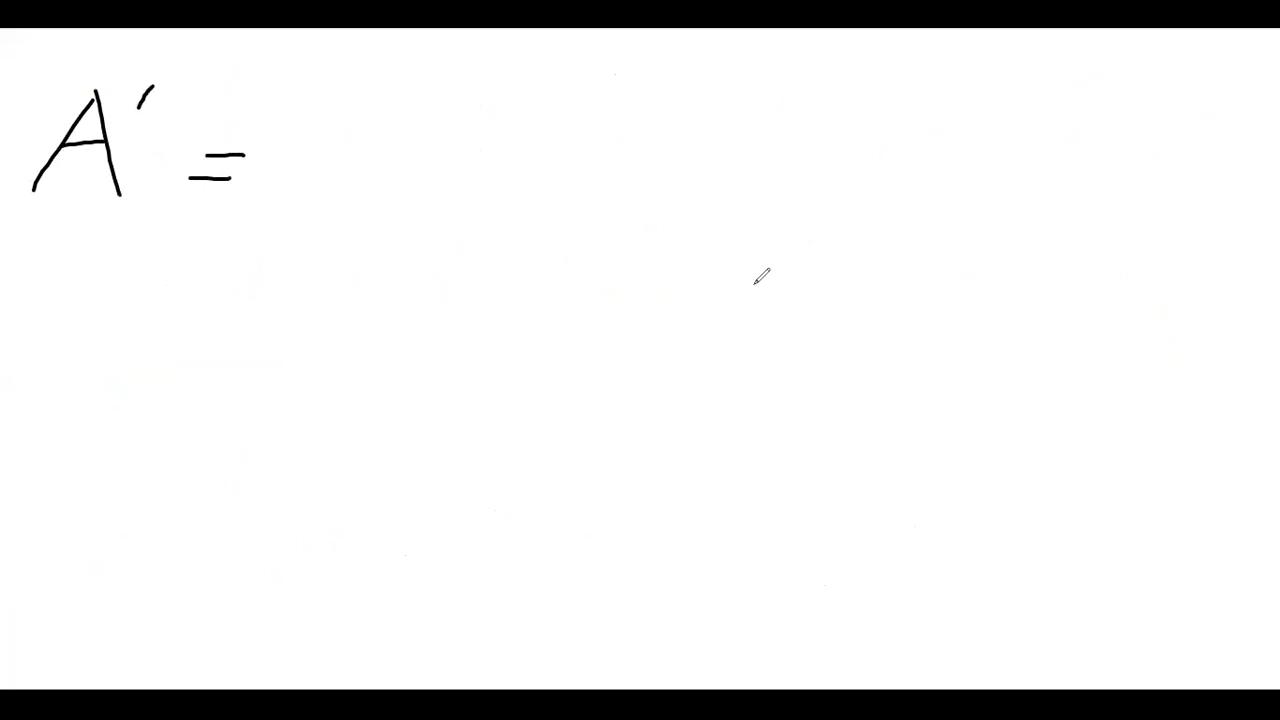 A' =